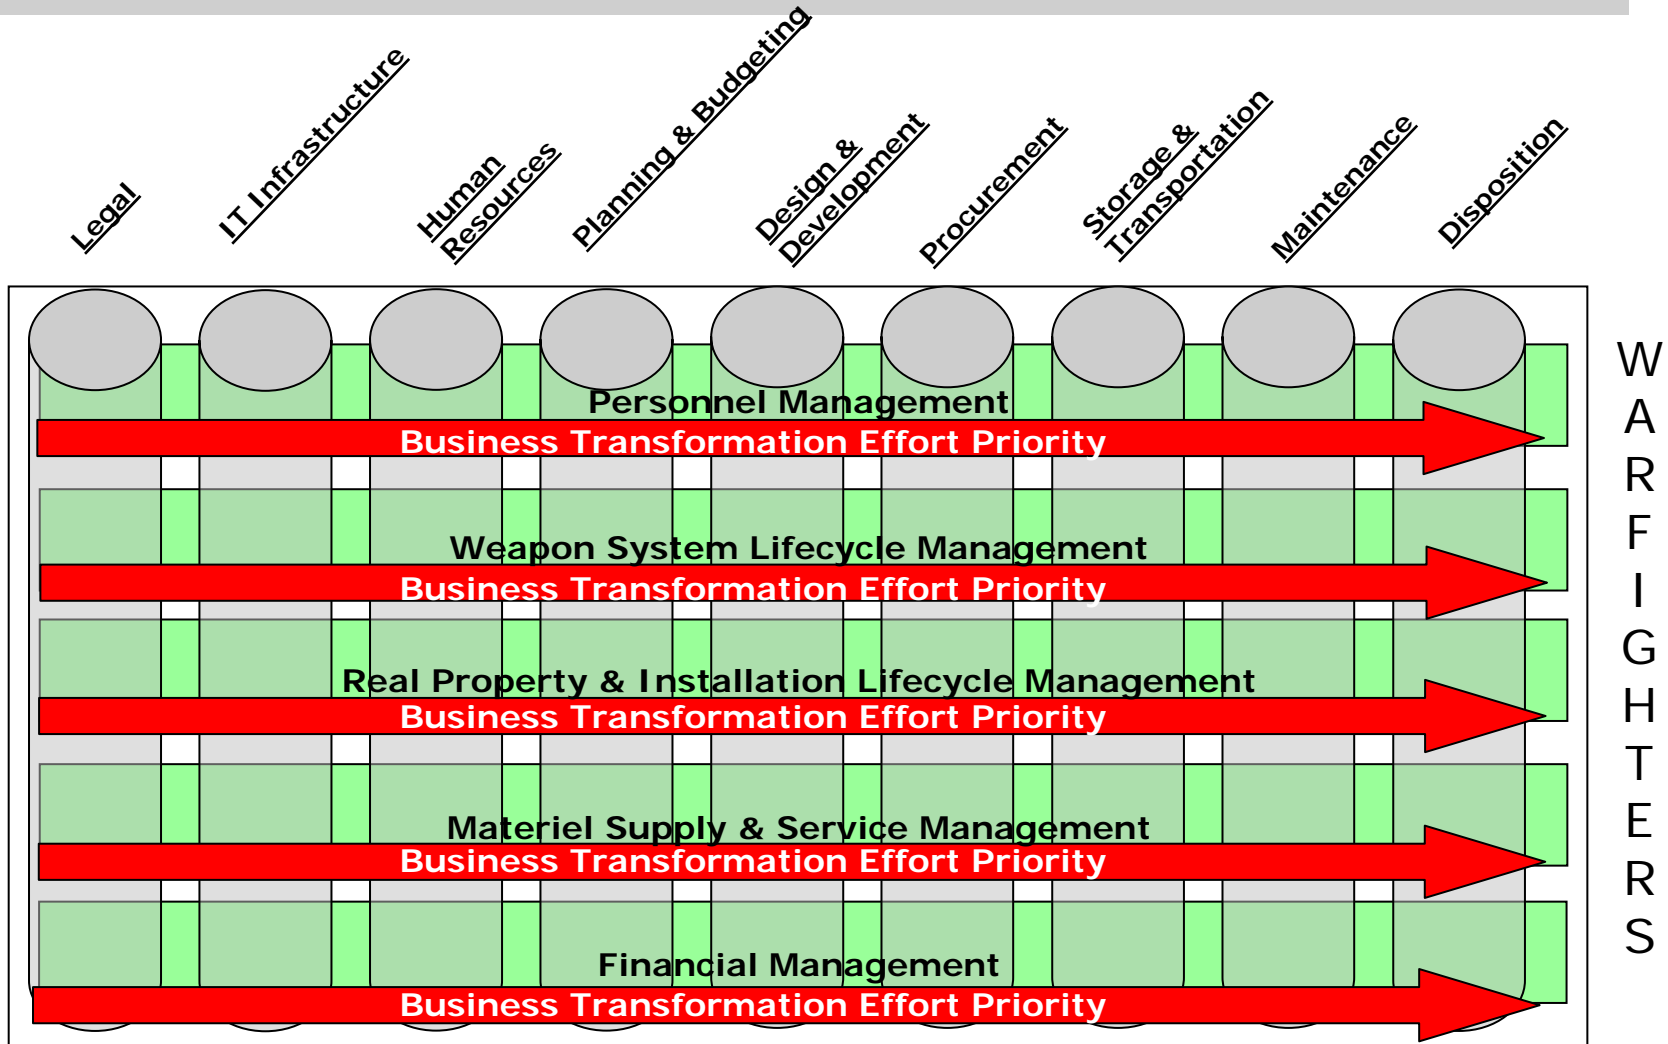 Legal
IT Infrastructure
Human
Resources
Planning & Budgeting
Design &
Development
Procurement
Storage &
Transportation
Maintenance
Disposition
Personnel Management
Business Transformation Effort Priority
Weapon System Lifecycle Management
Business Transformation Effort Priority
Real Property & Installation Lifecycle Management
Business Transformation Effort Priority
Materiel Supply & Service Management
Business Transformation Effort Priority
Financial Management
Business Transformation Effort Priority
W
A
R
F
I
G
H
T
E
R
S